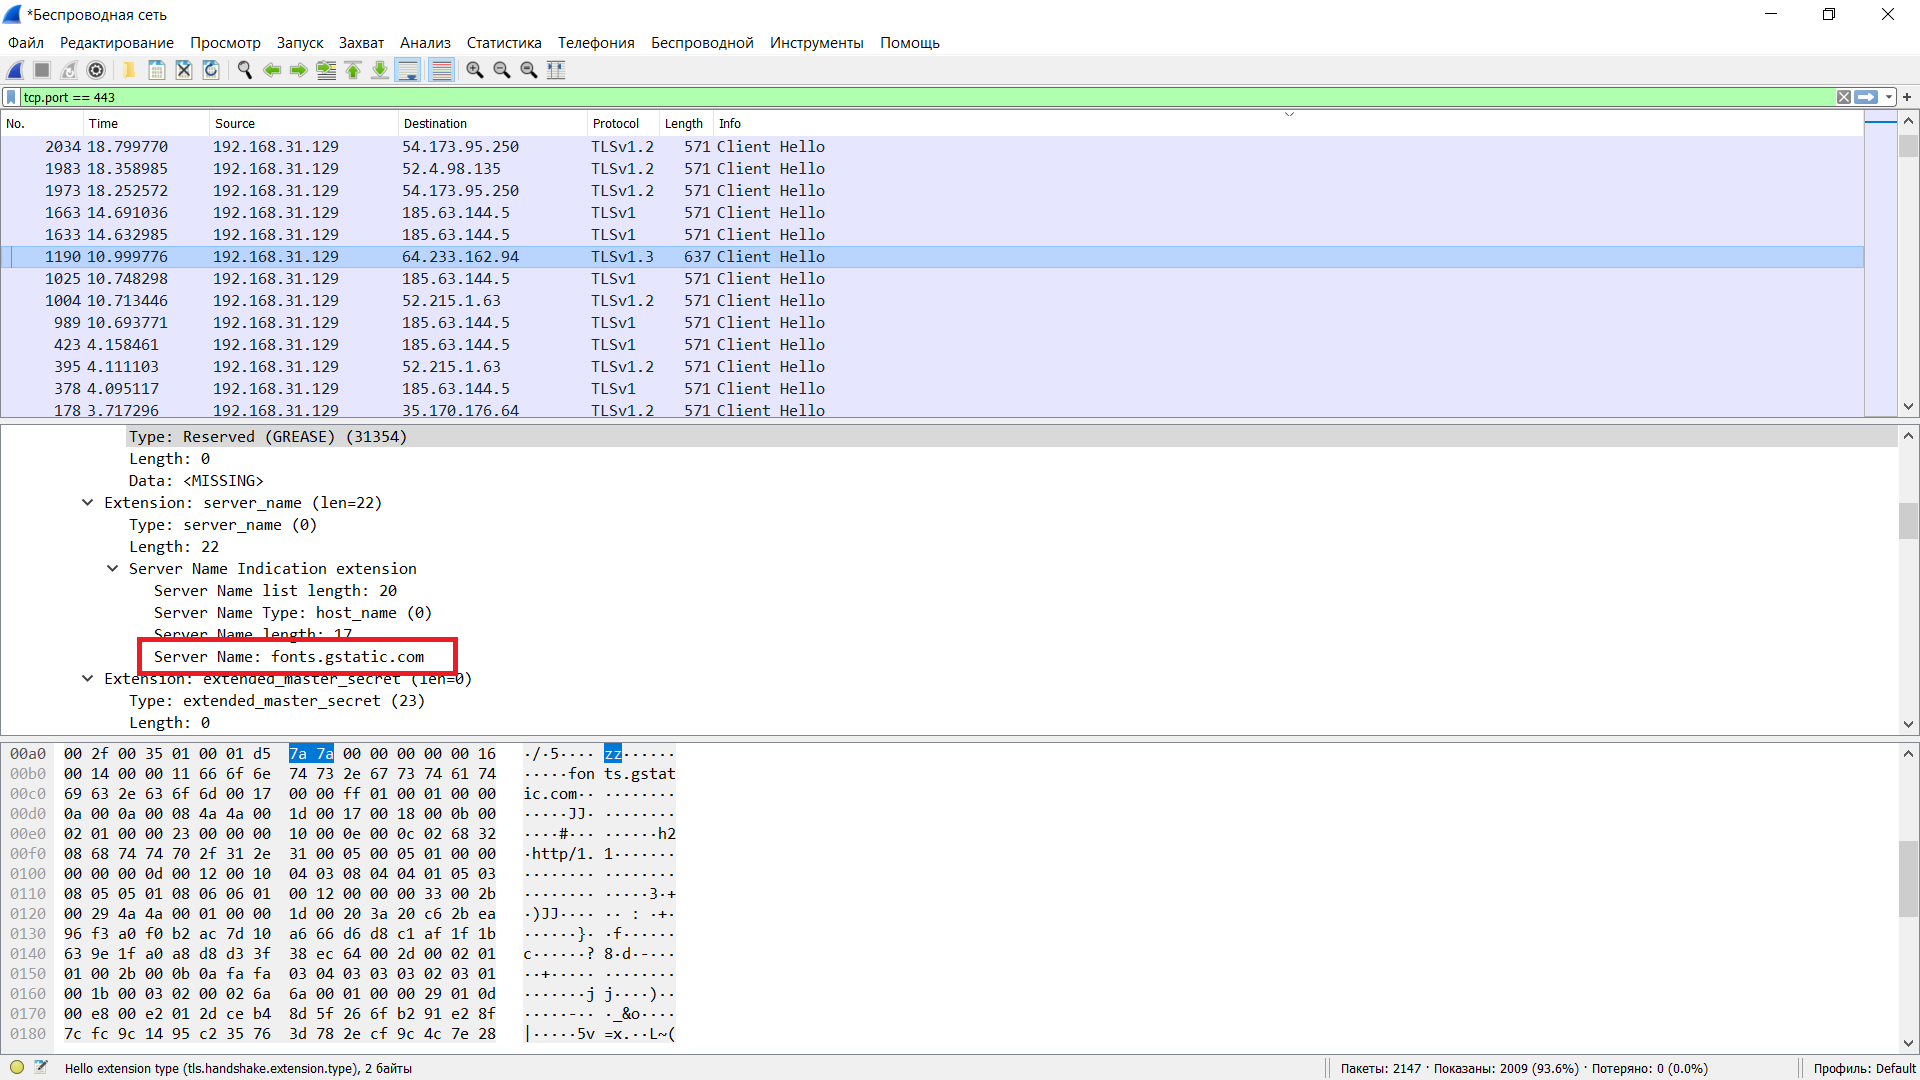 *Беспроводная сеть
Файл Редактирование Просмотр Запуск Захват Анализ Статистика Телефония Беспроводной Инструменты Помощь
tcp.port == 443
No. Time Source Destination Protocol Length Info
2034 18.799770 192.168.31.129 54.173.95.250 TLSv1.2 571 Client Hello
1983 18.358985 192.168.31.129 52.4.98.135 TLSv1.2 571 Client Hello
1973 18.252572 192.168.31.129 54.173.95.250 TLSv1.2 571 Client Hello
1663 14.691036 192.168.31.129 185.63.144.5 TLSv1 571 Client Hello
1633 14.632985 192.168.31.129 185.63.144.5 TLSv1 571 Client Hello
1190 10.999776 192.168.31.129 64.233.162.94 TLSv1.3 637 Client Hello
1025 10.748298 192.168.31.129 185.63.144.5 TLSv1 571 Client Hello
1004 10.713446 192.168.31.129 52.215.1.63 TLSv1.2 571 Client Hello
989 10.693771 192.168.31.129 185.63.144.5 TLSv1 571 Client Hello
423 4.158461 192.168.31.129 185.63.144.5 TLSv1 571 Client Hello
395 4.111103 192.168.31.129 52.215.1.63 TLSv1.2 571 Client Hello
378 4.095117 192.168.31.129 185.63.144.5 TLSv1 571 Client Hello
178 3.717296 192.168.31.129 35.170.176.64 TLSv1.2 571 Client Hello
Type: Reserved (GREASE) (31354)
Length: 0
Data: <MISSING>
Extension: server_name (len=22)
Type: server_name (0)
Length: 22
Server Name Indication extension
Server Name list length: 20
Server Name Type: host_name (0)
Server Name length: 17
Server Name: fonts.gstatic.com
Extension: extended_master_secret (len=0)
Type: extended_master_secret (23)
Length: 0
00a0 00 2f 00 35 01 00 01 d5 7a 7a 00 00 00 00 00 16 ·/·5···· zz······
00b0 00 14 00 00 11 66 6f 6e 74 73 2e 67 73 74 61 74 ·····fon ts.gstat
00c0 69 63 2e 63 6f 6d 00 17 00 00 ff 01 00 01 00 00 ic.com·· ········
00d0 0a 00 0a 00 08 4a 4a 00 1d 00 17 00 18 00 0b 00 ·····JJ· ········
00e0 02 01 00 00 23 00 00 00 10 00 0e 00 0c 02 68 32 ····#··· ······h2
00f0 08 68 74 74 70 2f 31 2e 31 00 05 00 05 01 00 00 ·http/1. 1·······
0100 00 00 00 0d 00 12 00 10 04 03 08 04 04 01 05 03 ········ ········
0110 08 05 05 01 08 06 06 01 00 12 00 00 00 33 00 2b ········ ·····3·+
0120 00 29 4a 4a 00 01 00 00 1d 00 20 3a 20 c6 2b ea ·)JJ···· ·· : ·+·
0130 96 f3 a0 f0 b2 ac 7d 10 a6 66 d6 d8 c1 af 1f 1b ······}· ·f······
0140 63 9e 1f a0 a8 d8 d3 3f 38 ec 64 00 2d 00 02 01 c······? 8·d·-···
0150 01 00 2b 00 0b 0a fa fa 03 04 03 03 03 02 03 01 ··+····· ········
0160 00 1b 00 03 02 00 02 6a 6a 00 01 00 00 29 01 0d ·······j j····)··
0170 00 e8 00 e2 01 2d ce b4 8d 5f 26 6f b2 91 e2 8f ·····-·· ·_&o····
0180 7c fc 9c 14 95 c2 35 76 3d 78 2e cf 9c 4c 7e 28 |·····5v =x.··L~(
Hello extension type (tls.handshake.extension.type), 2 байты Пакеты: 2147 · Показаны: 2009 (93.6%) · Потеряно: 0 (0.0%) Профиль: Default